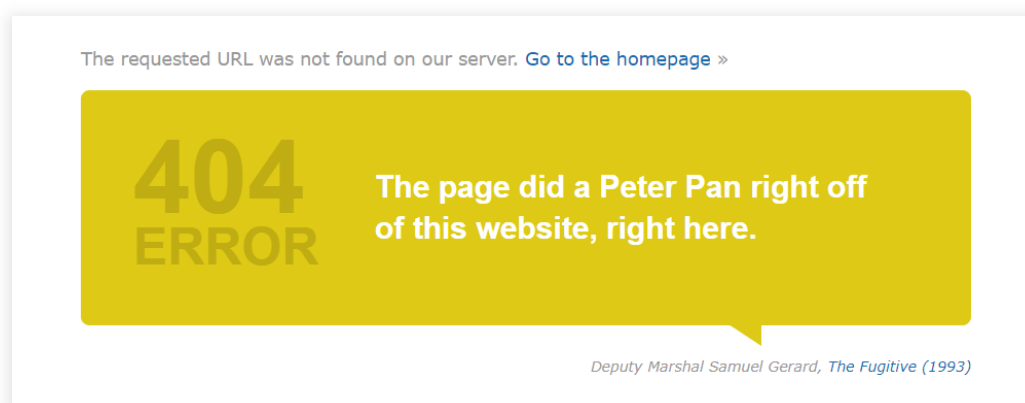 The requested URL was not found on our server. Go to the homepage »
404
ERROR
The page did a Peter Pan right off
of this website, right here.
Deputy Marshal Samuel Gerard, The Fugitive (1993)